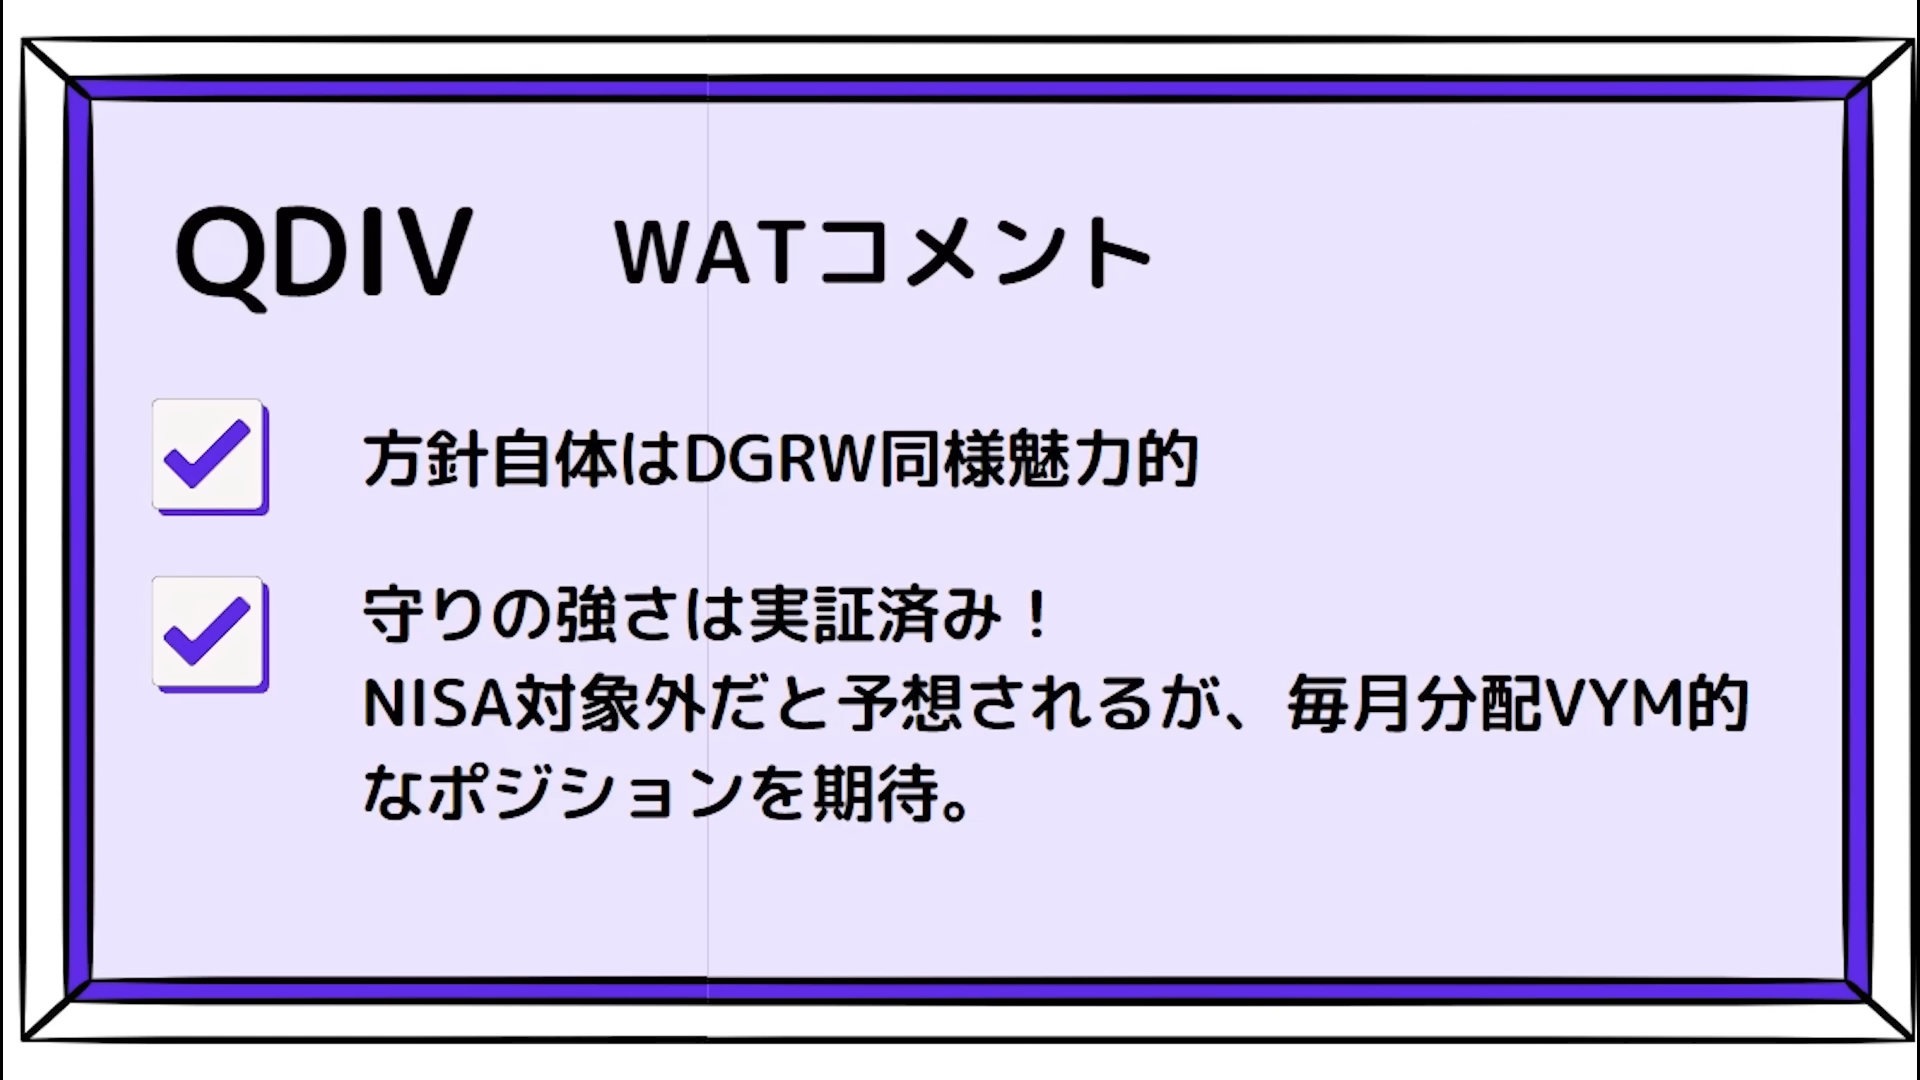 QDIV WATコメント
方針自体はDGRW同様魅力的
守りの強さは実証済み！
NISA対象外だと予想されるが、毎月分配VYM的
なポジションを期待。